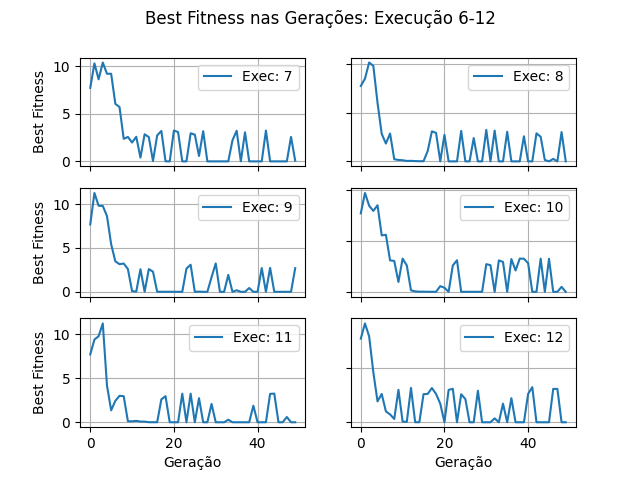 Best Fitness nas Gerações: Execução 6-12
Best Fitness
10
5
0
Exec: 7
Exec: 8
Best Fitness
10
5
0
Exec: 9
Exec: 10
Best Fitness
10
5
0
Exec: 11
Exec: 12
0 20 40
0 20 40
Geração
Geração